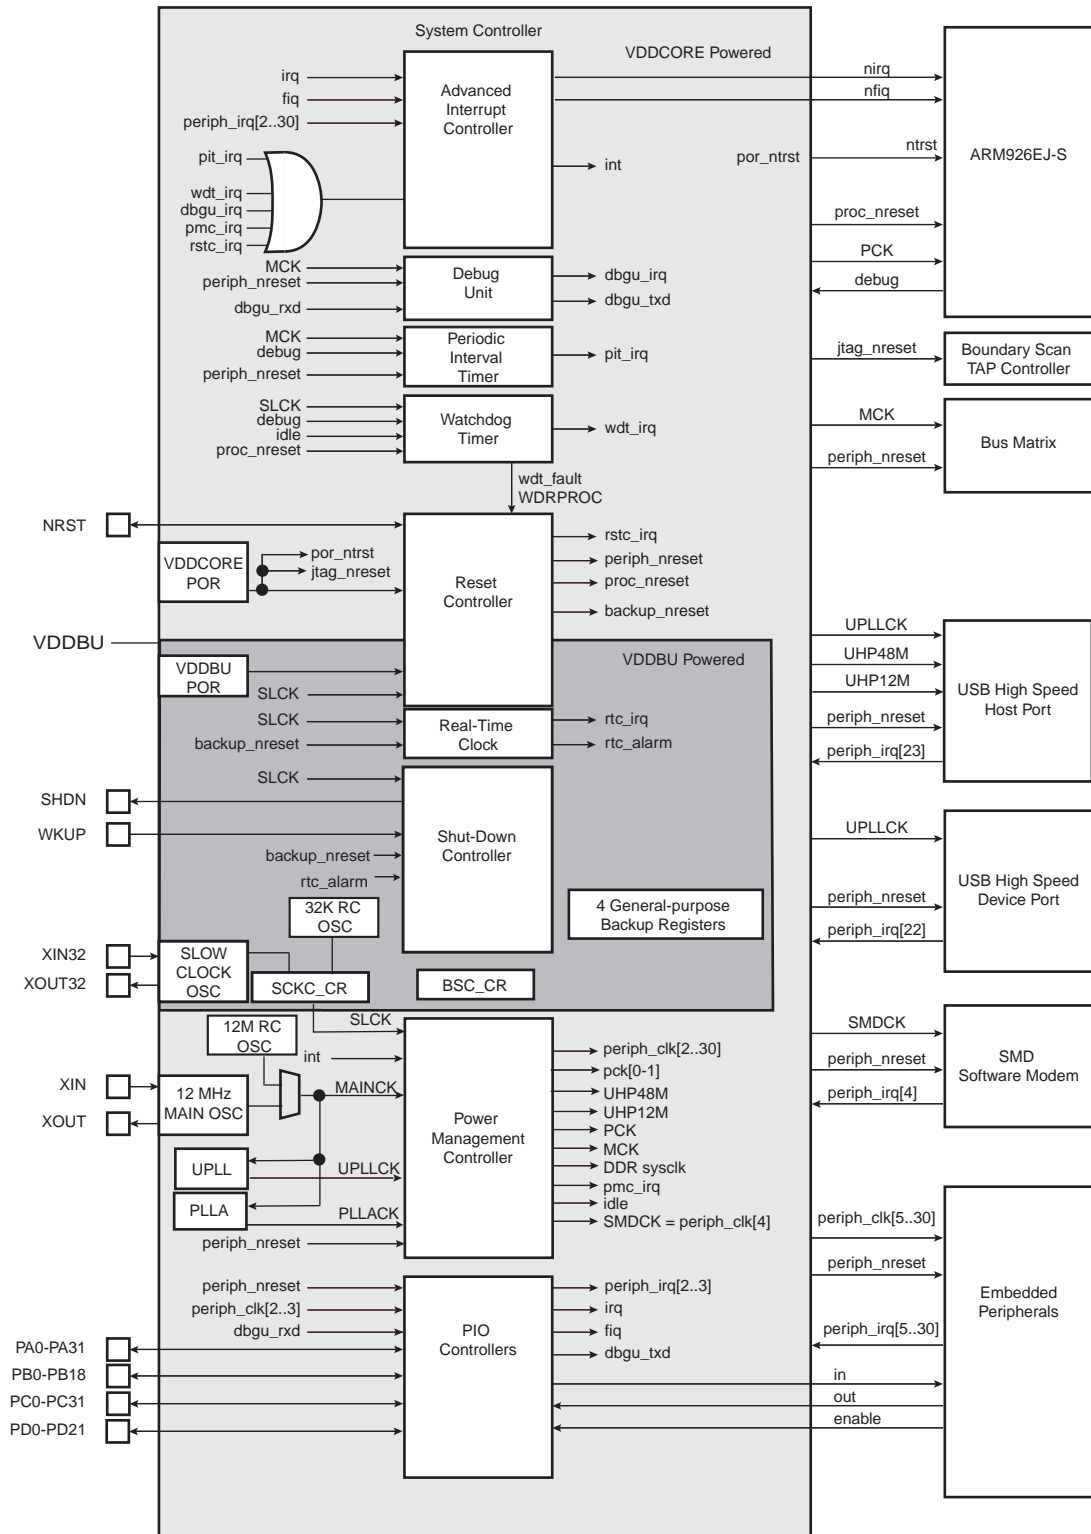 System Controller
VDDCORE Powered
irq
fiq
periph_irq[2..30]
pit_irq
wdt_irq
dbgu_irq
pmc_irq
rstc_irq
Advanced
Interrupt
Controller
int
nirq
nfiq
por_ntrst
ntrst
proc_nreset
PCK
debug
ARM926EJ-S
MCK
periph_nreset
dbgu_rxd
Debug
Unit
dbgu_irq
dbgu_txd
MCK
debug
periph_nreset
Periodic
Interval
Timer
pit_irq
jtag_nreset
Boundary Scan
TAP Controller
SLCK
debug
idle
proc_nreset
Watchdog
Timer
wdt_irq
wdt_fault
WDRPROC
MCK
periph_nreset
Bus Matrix
NRST
VDDCORE
POR
por_ntrst
jtag_nreset
Reset
Controller
rstc_irq
periph_nreset
proc_nreset
backup_nreset
VDDBU
VDDBU Powered
VDDBU
POR
SLCK
SLCK
backup_nreset
Real-Time
Clock
rtc_irq
rtc_alarm
UPLLCK
UHP48M
UHP12M
periph_nreset
periph_irq[23]
USB High Speed
Host Port
SLCK
SHDN
WKUP
backup_nreset
rtc_alarm
Shut-Down
Controller
4 General-purpose
Backup Registers
UPLLCK
periph_nreset
periph_irq[22]
USB High Speed
Device Port
32K RC
OSC
XIN32
XOUT32
SLOW
CLOCK
OSC
SCKC_CR
BSC_CR
SLCK
12M RC
OSC
int
XIN
XOUT
12 MHz
MAIN OSC
MAINCK
UPLL
UPLLCK
PLLA
PLLACK
periph_nreset
Power
Management
Controller
periph_clk[2..30]
pck[0-1]
UHP48M
UHP12M
PCK
MCK
DDR sysclk
pmc_irq
idle
SMDCK = periph_clk[4]
SMDCK
periph_nreset
periph_irq[4]
SMD
Software Modem
periph_nreset
periph_clk[2..3]
dbgu_rxd
PA0-PA31
PB0-PB18
PC0-PC31
PD0-PD21
PIO
Controllers
periph_irq[2..3]
irq
fiq
dbgu_txd
periph_clk[5..30]
periph_nreset
periph_irq[5..30]
in
out
enable
Embedded
Peripherals